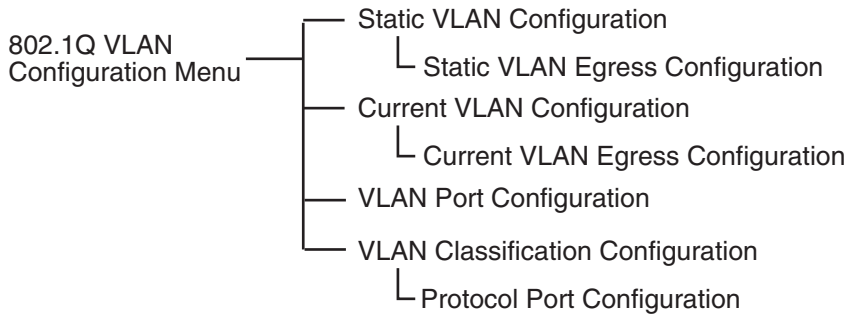 802.1Q VLAN
Configuration Menu
Static VLAN Configuration
Static VLAN Egress Configuration
Current VLAN Configuration
Current VLAN Egress Configuration
VLAN Port Configuration
VLAN Classification Configuration
Protocol Port Configuration